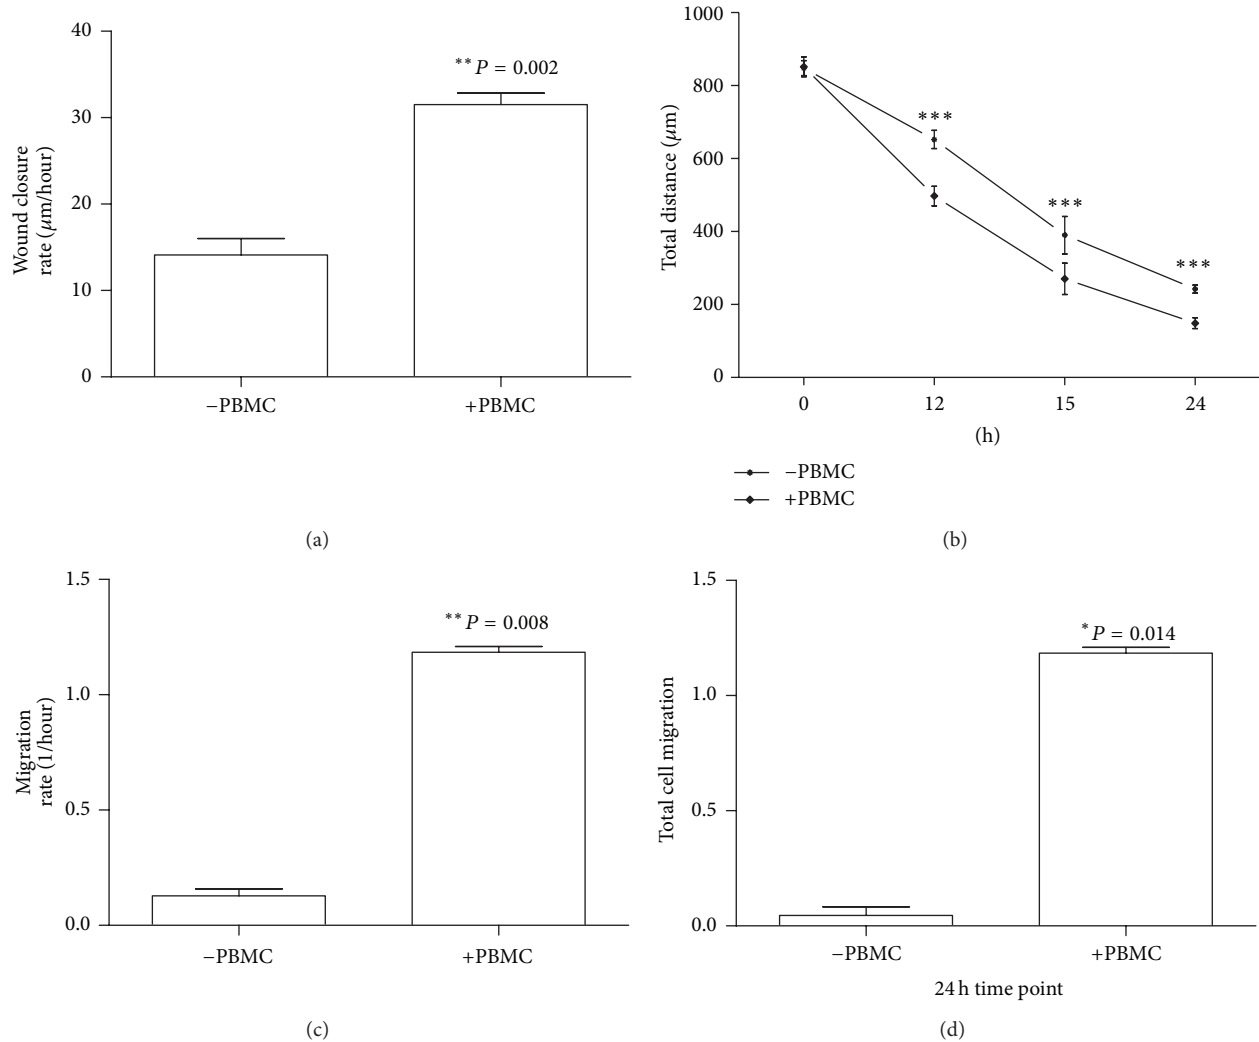 40
30
20
10
0
Wound closure
rate (μm/hour)
**P = 0.002
−PBMC
+PBMC
(a)
1000
800
600
400
200
0
Total distance (μm)
***
***
***
0
12
15
24
(h)
−PBMC
+PBMC
(b)
1.5
1.0
0.5
0.0
Migration
rate (1/hour)
**P = 0.008
−PBMC
+PBMC
(c)
1.5
1.0
0.5
0.0
Total cell migration
*P = 0.014
−PBMC
+PBMC
24 h time point
(d)